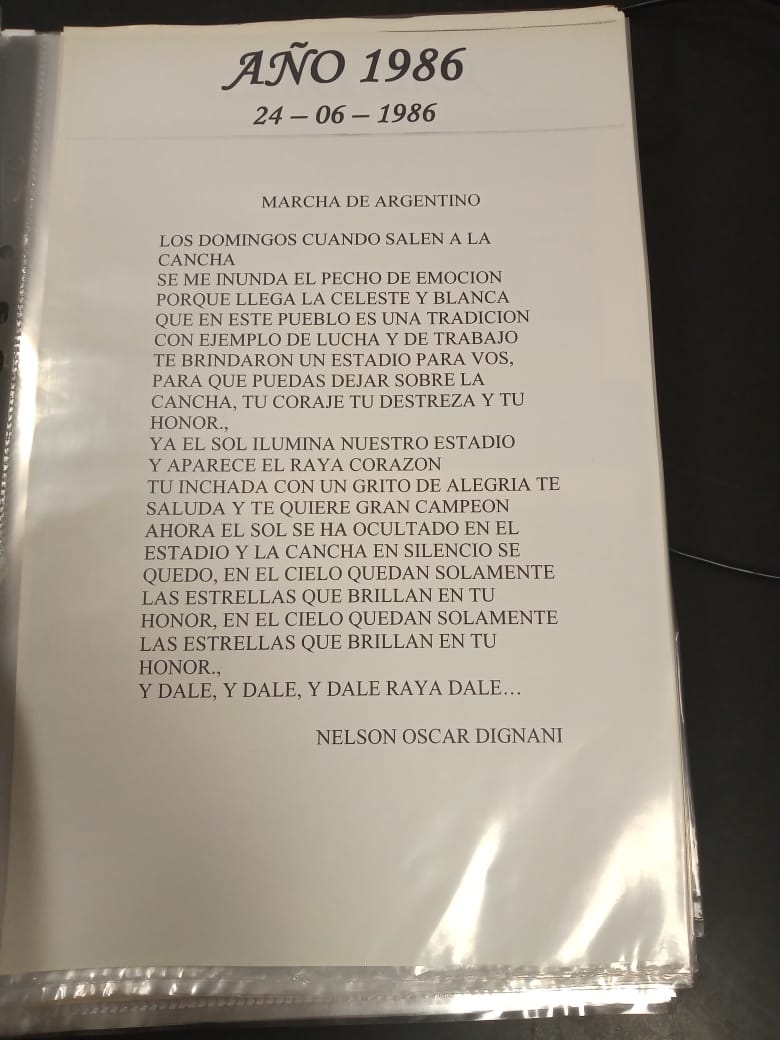 AÑO 1986
24 – 06 – 1986
MARCHA DE ARGENTINO
LOS DOMINGOS CUANDO SALEN A LA
CANCHA
SE ME INUNDA EL PECHO DE EMOCION
PORQUE LLEGA LA CELESTE Y BLANCA
QUE EN ESTE PUEBLO ES UNA TRADICION
CON EJEMPLO DE LUCHA Y DE TRABAJO
TE BRINDARON UN ESTADIO PARA VOS,
PARA QUE PUEDAS DEJAR SOBRE LA
CANCHA, TU CORAJE TU DESTREZA Y TU
HONOR.,
YA EL SOL ILUMINA NUESTRO ESTADIO
Y APARECE EL RAYA CORAZON
TU INCHADA CON UN GRITO DE ALEGRIA TE
SALUDA Y TE QUIERE GRAN CAMPEON
AHORA EL SOL SE HA OCULTADO EN EL
ESTADIO Y LA CANCHA EN SILENCIO SE
QUEDO, EN EL CIELO QUEDAN SOLAMENTE
LAS ESTRELLAS QUE BRILLAN EN TU
HONOR, EN EL CIELO QUEDAN SOLAMENTE
LAS ESTRELLAS QUE BRILLAN EN TU
HONOR.,
Y DALE, Y DALE, Y DALE RAYA DALE…
NELSON OSCAR DIGNANI